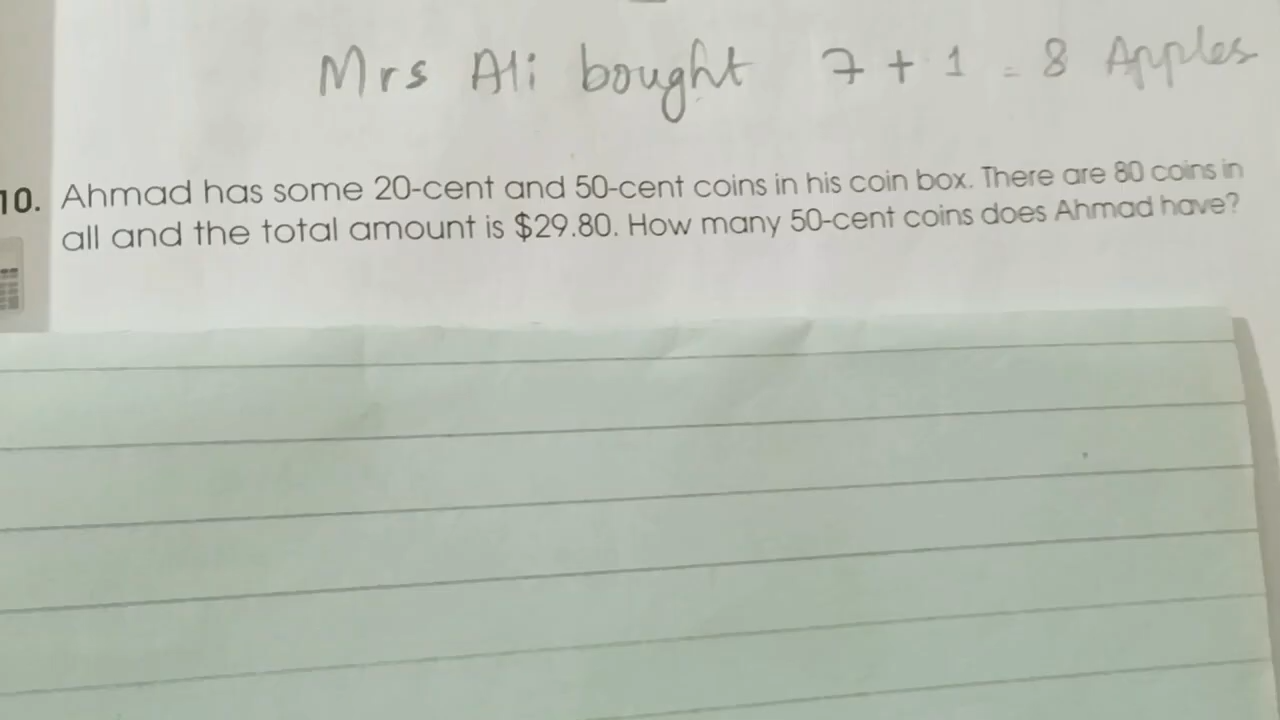 Mrs Ali bought 7 + 1 = 8 Apples
10. Ahmad has some 20-cent and 50-cent coins in his coin box. There are 80 coins in
all and the total amount is $29.80. How many 50-cent coins does Ahmad have?